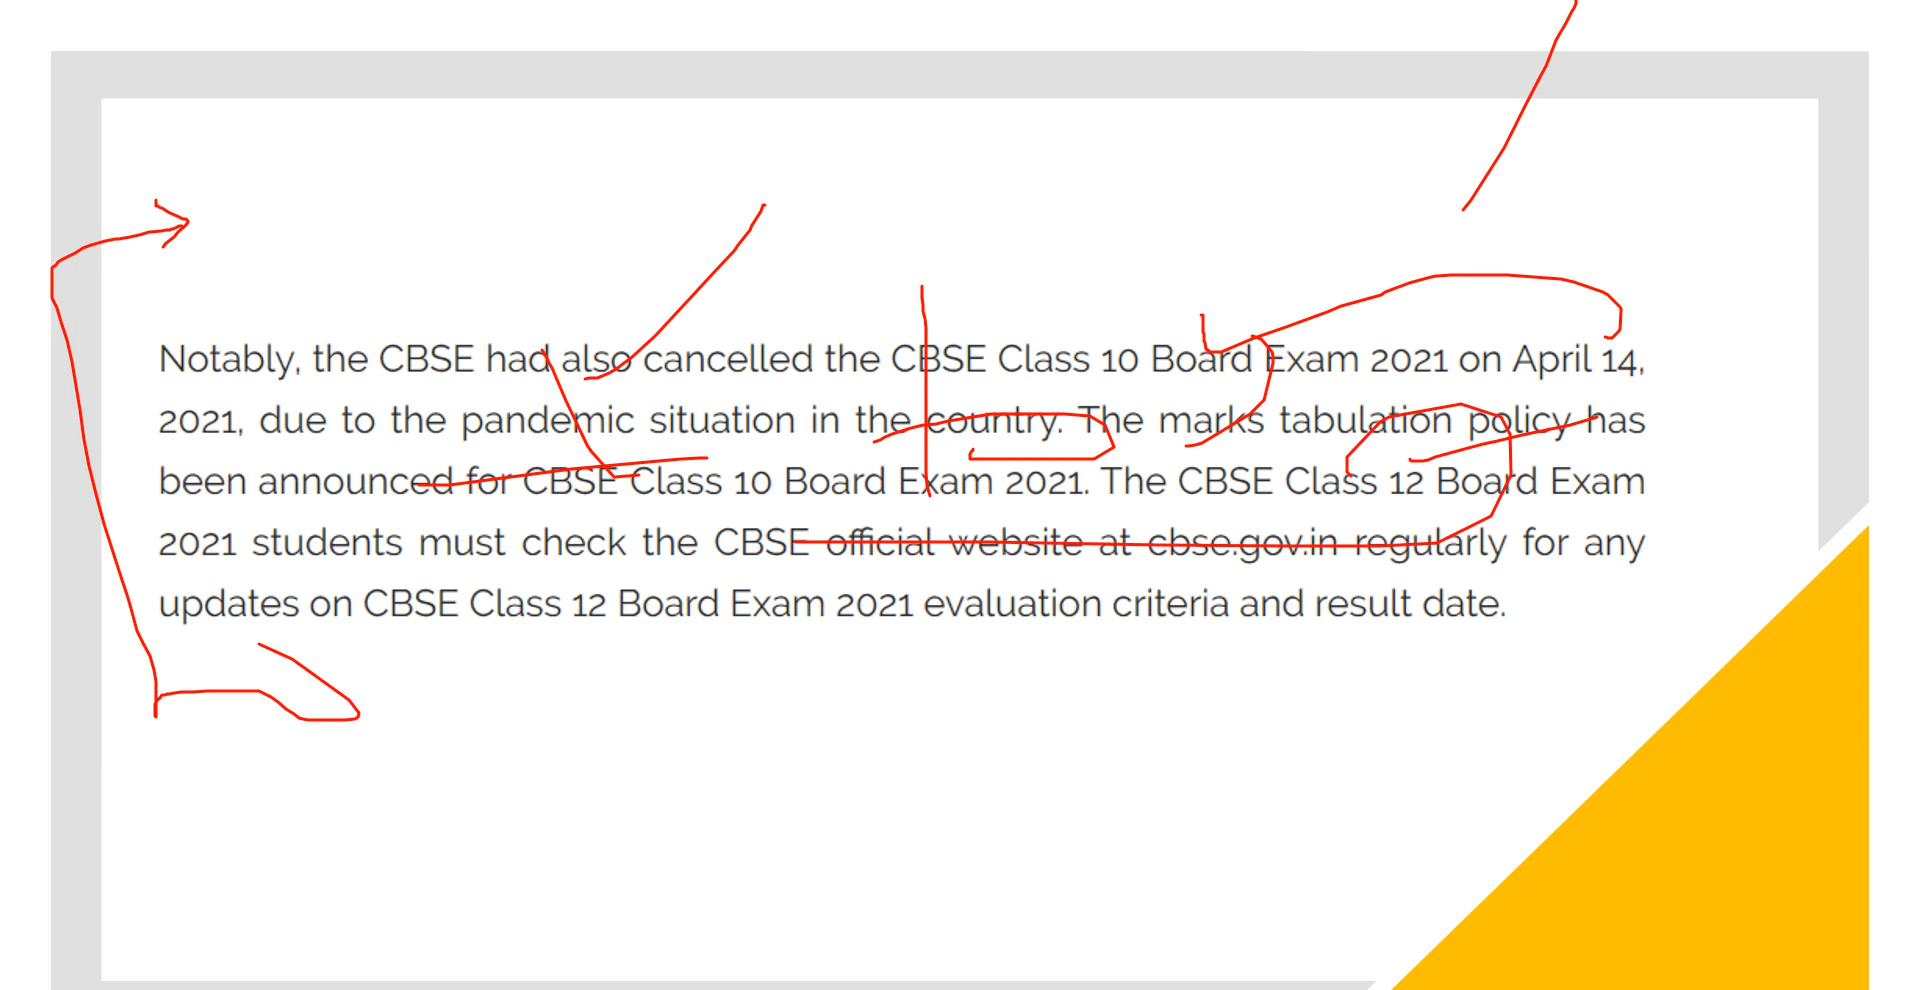 Notably, the CBSE had also cancelled the CBSE Class 10 Board Exam 2021 on April 14,
2021, due to the pandemic situation in the country. The marks tabulation policy has
been announced for CBSE Class 10 Board Exam 2021. The CBSE Class 12 Board Exam
2021 students must check the CBSE official website at cbse.gov.in regularly for any
updates on CBSE Class 12 Board Exam 2021 evaluation criteria and result date.